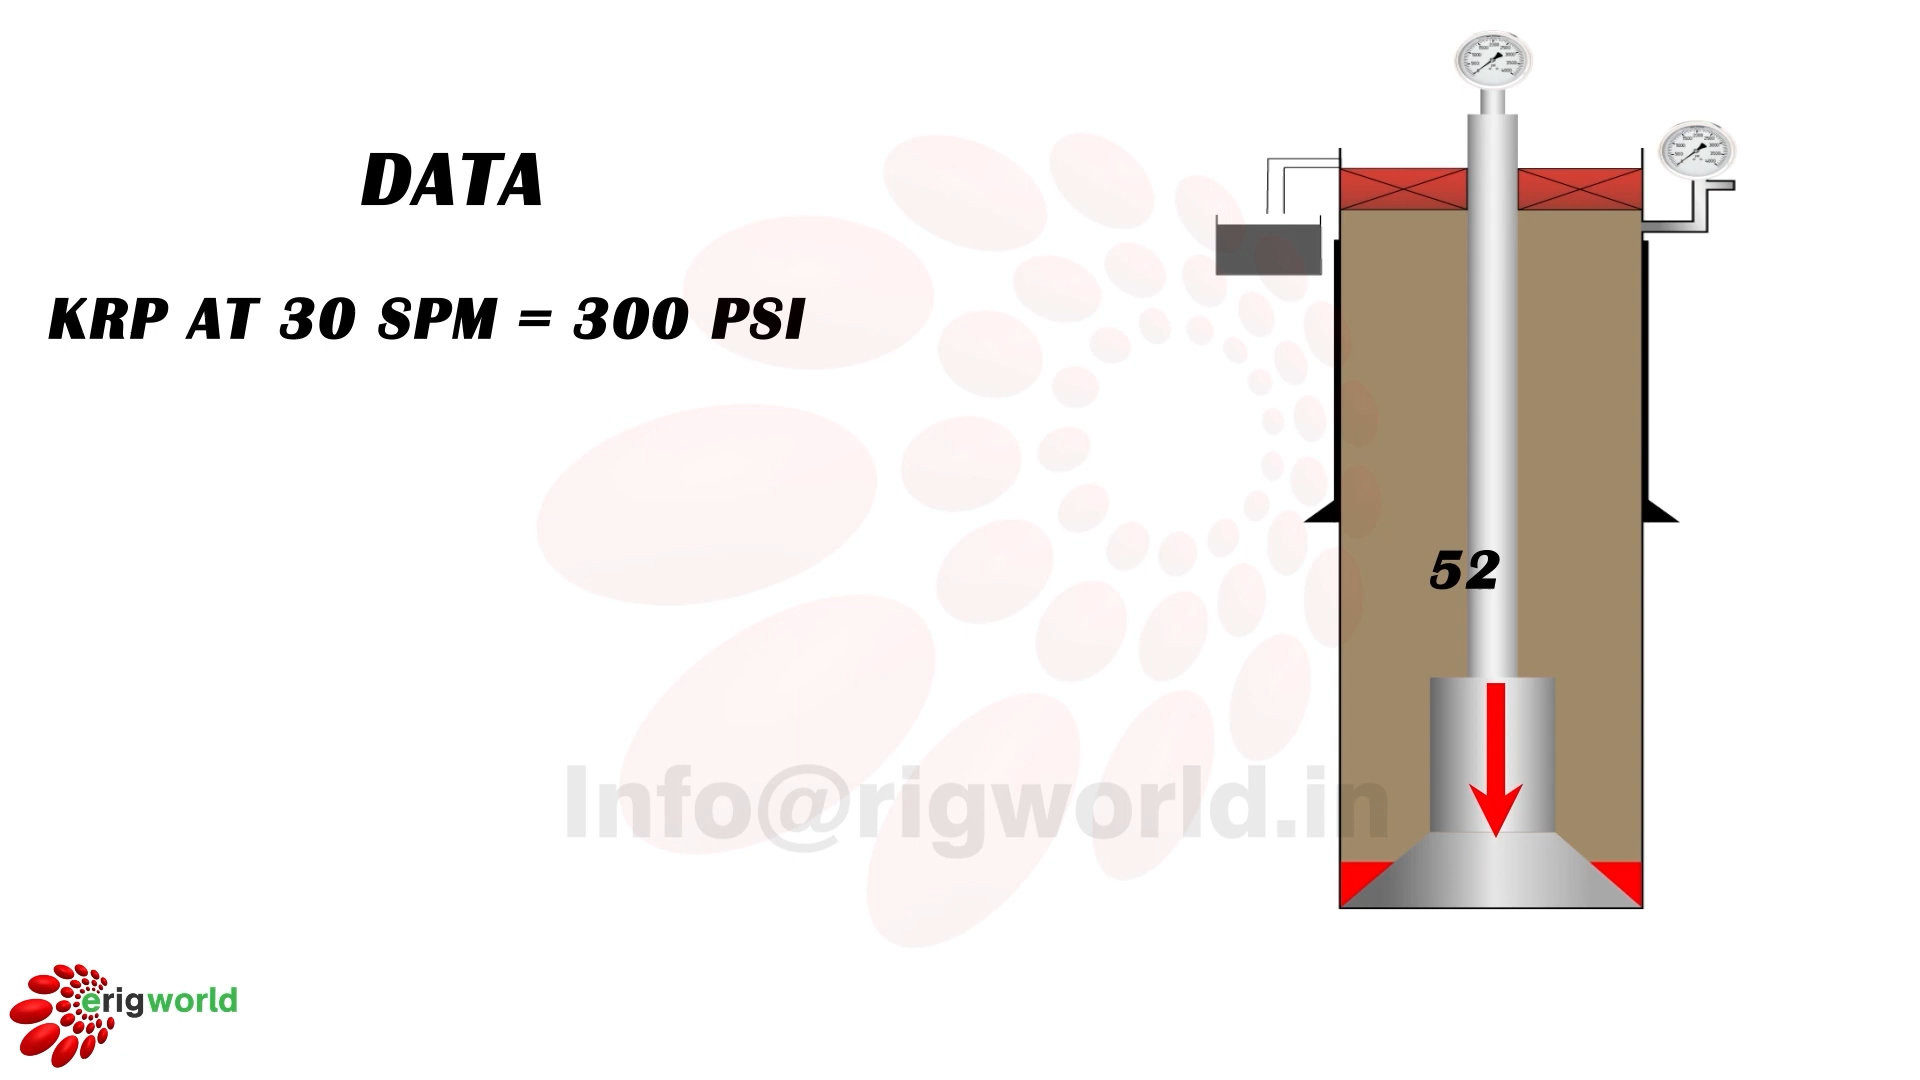 DATA
KRP AT 30 SPM = 300 PSI
52
Info@rigworld.in
erigworld